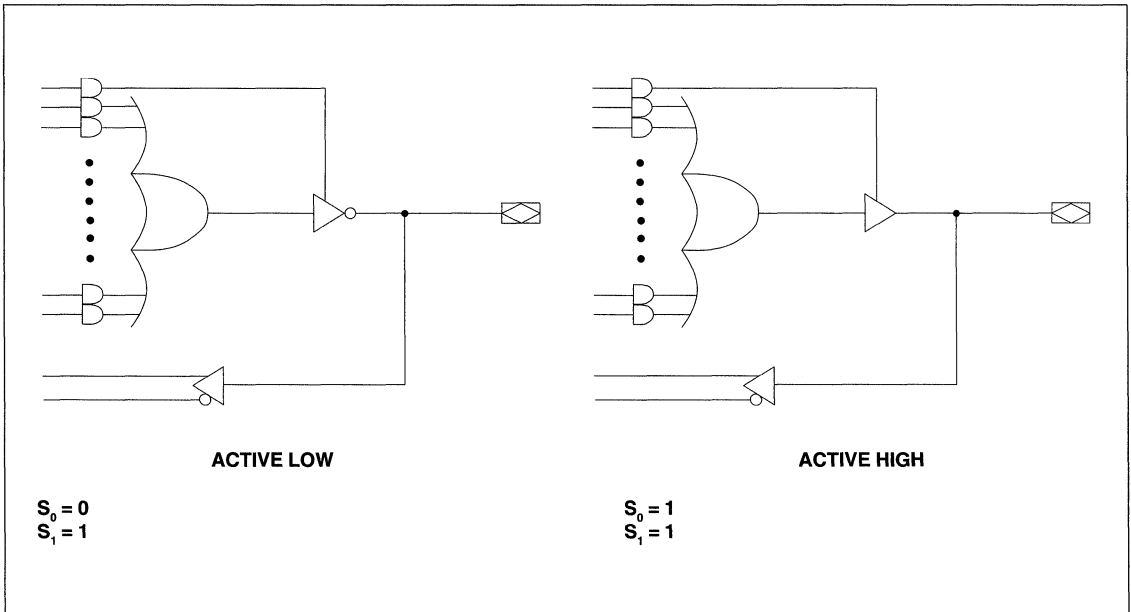 ACTIVE LOW
S₀ = 0
S₁ = 1
ACTIVE HIGH
S₀ = 1
S₁ = 1